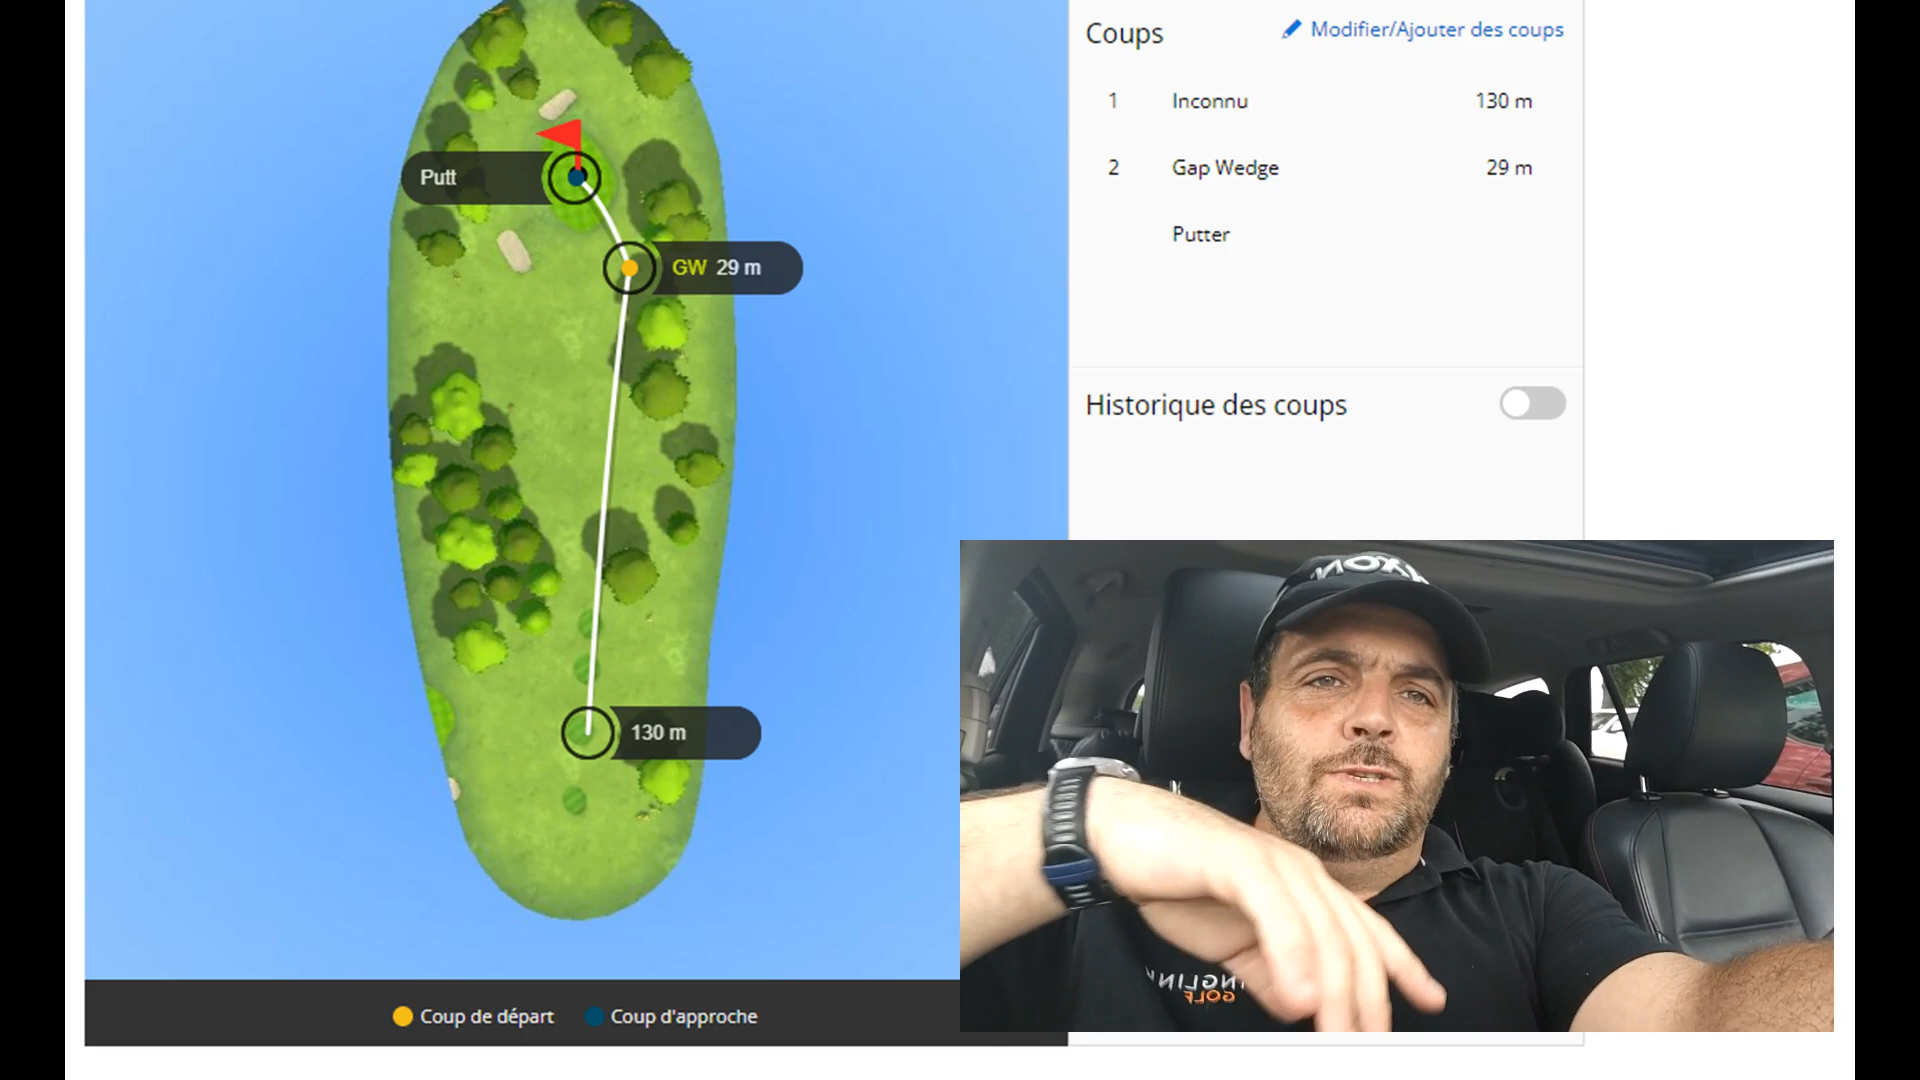 Coups
Modifier/Ajouter des coups
1 Inconnu 130 m
2 Gap Wedge 29 m
Putter
Historique des coups
Putt
GW 29 m
130 m
Coup de départ
Coup d'approche
GOLF